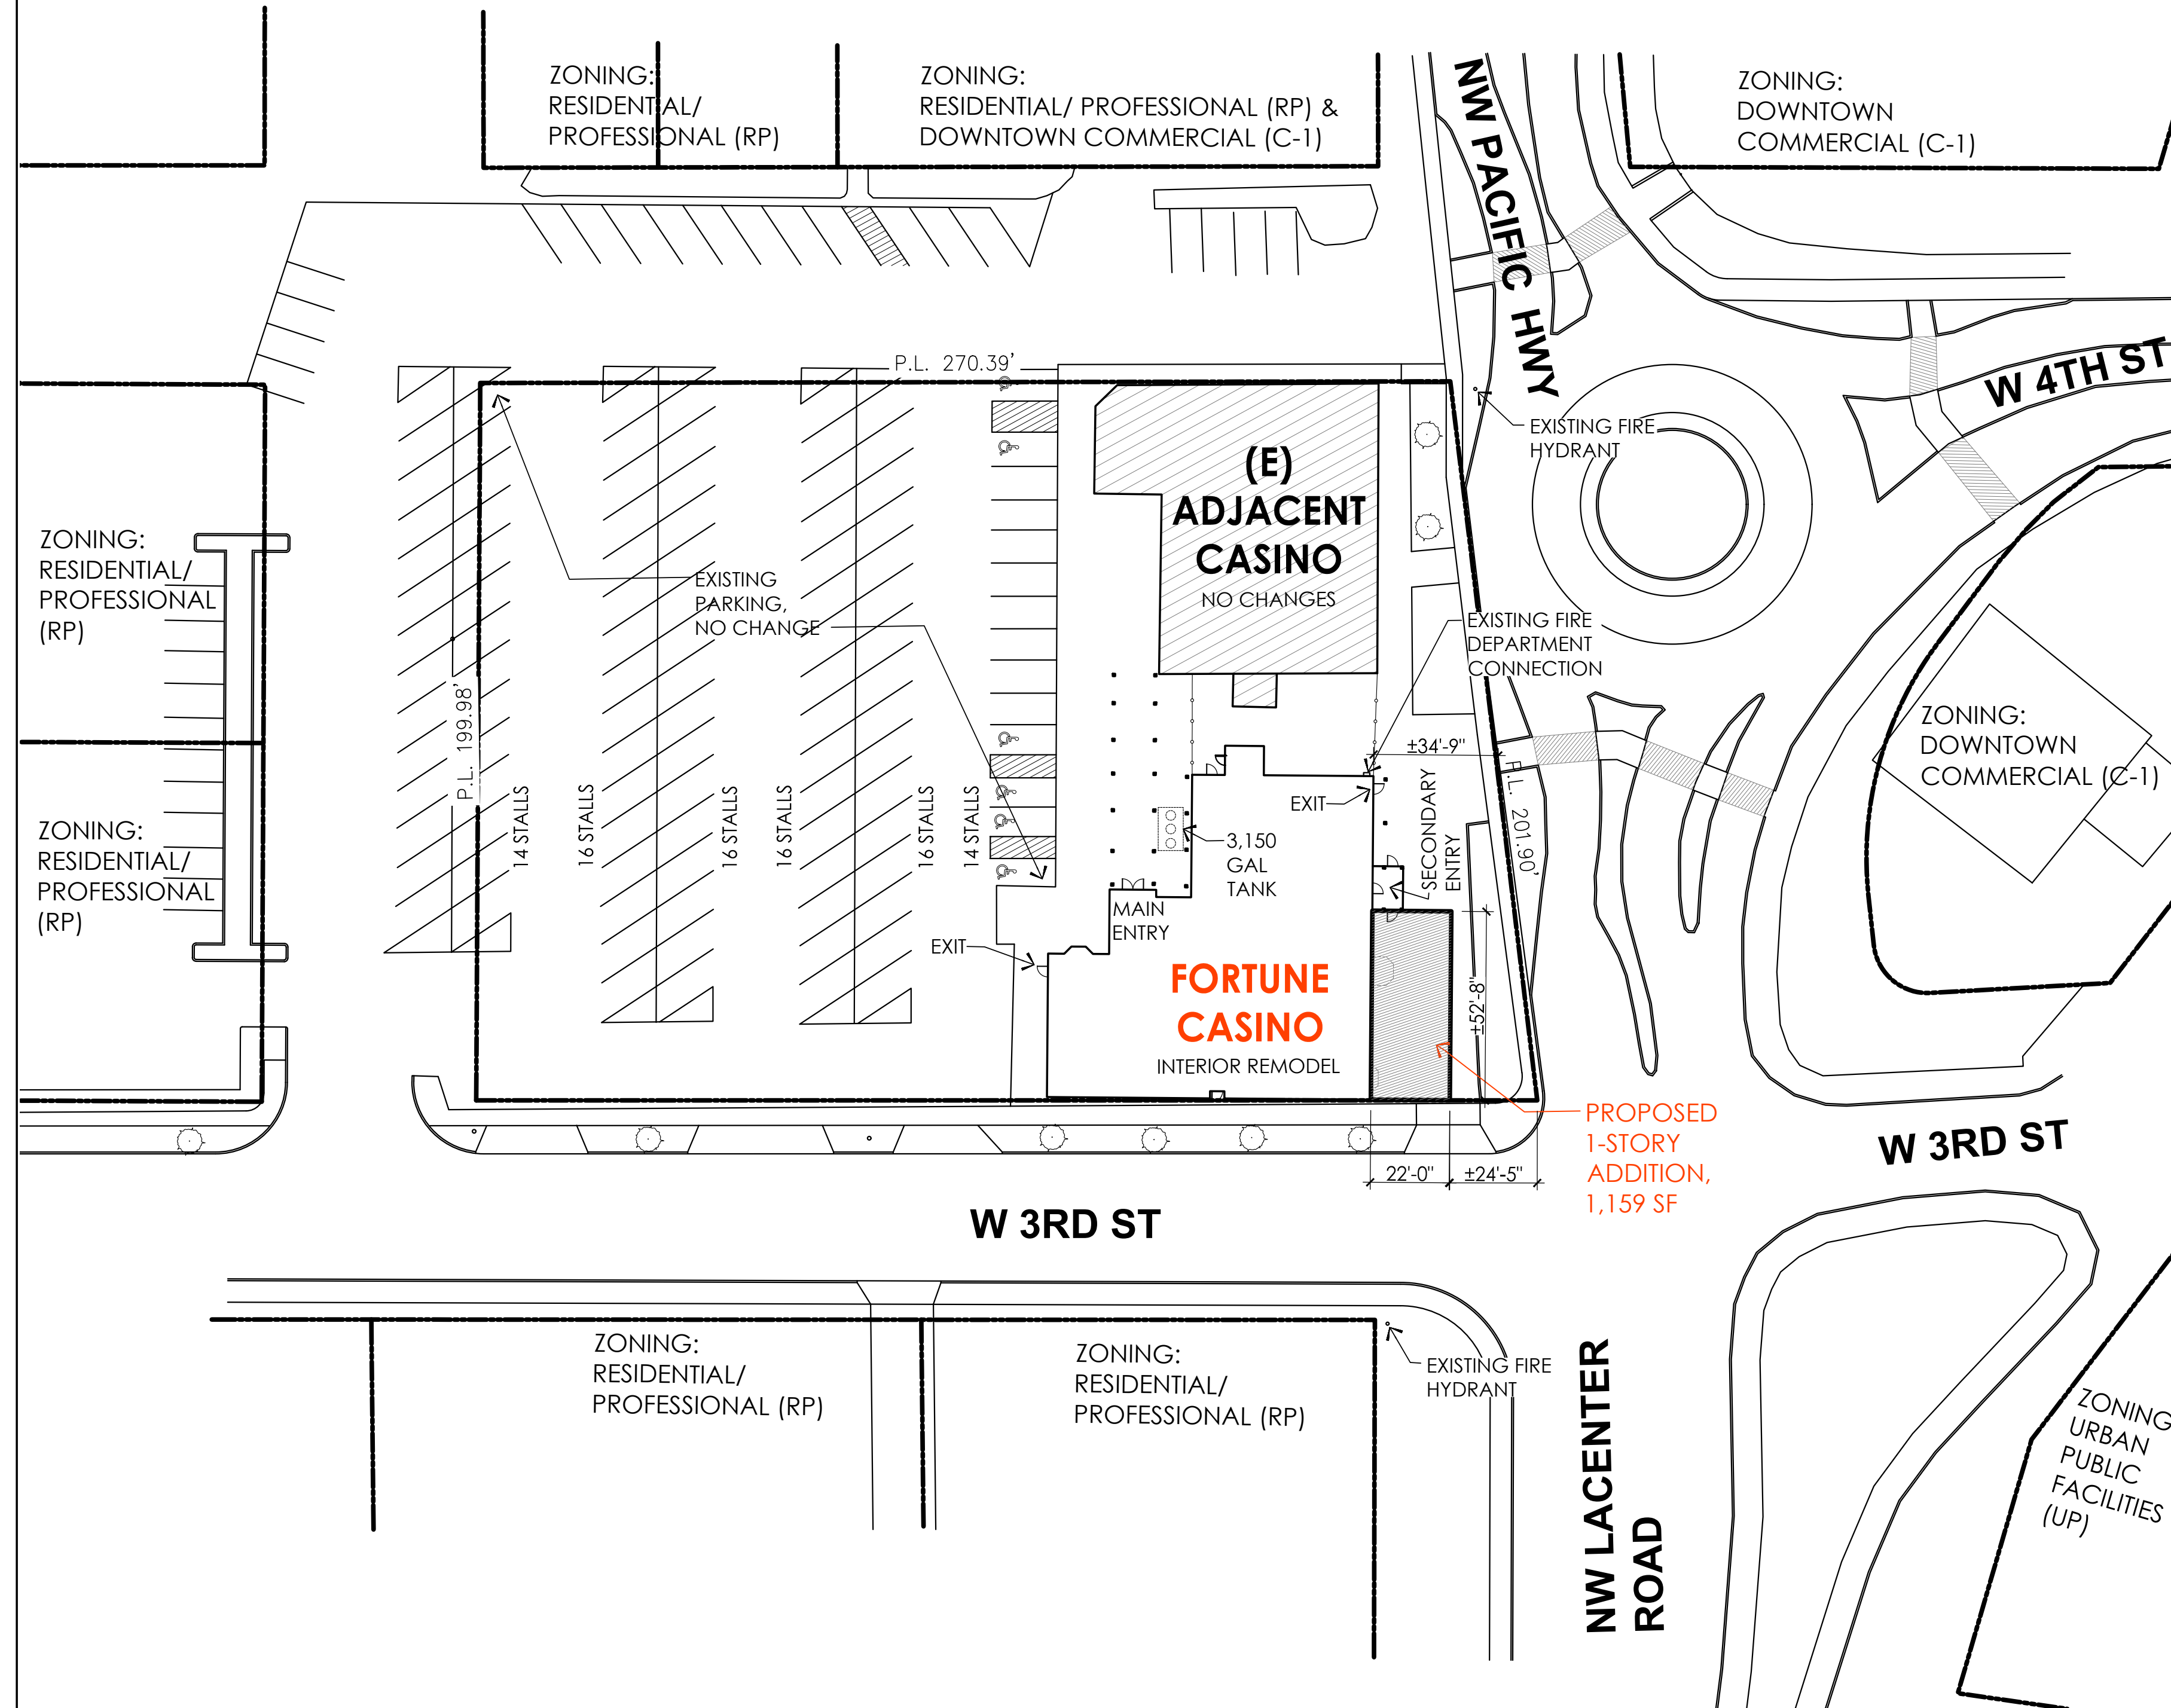 ZONING:
RESIDENTIAL/
PROFESSIONAL (RP)
ZONING:
RESIDENTIAL/ PROFESSIONAL (RP) &
DOWNTOWN COMMERCIAL (C-1)
NW PACIFIC HWY
ZONING:
DOWNTOWN
COMMERCIAL (C-1)
W 4TH ST
P.L. 270.39'
EXISTING FIRE
HYDRANT
(E)
ADJACENT
CASINO
NO CHANGES
ZONING:
RESIDENTIAL/
PROFESSIONAL
(RP)
EXISTING
PARKING,
NO CHANGE
EXISTING FIRE
DEPARTMENT
CONNECTION
P.L. 199.98'
±34'-9"
P.L. 201.90'
ZONING:
DOWNTOWN
COMMERCIAL (C-1)
14 STALLS
16 STALLS
16 STALLS
16 STALLS
16 STALLS
14 STALLS
EXIT
SECONDARY
ENTRY
3,150
GAL
TANK
ZONING:
RESIDENTIAL/
PROFESSIONAL
(RP)
MAIN
ENTRY
EXIT
FORTUNE
CASINO
INTERIOR REMODEL
±52'-8"
PROPOSED
1-STORY
ADDITION,
1,159 SF
22'-0"
±24'-5"
W 3RD ST
W 3RD ST
ZONING:
RESIDENTIAL/
PROFESSIONAL (RP)
ZONING:
RESIDENTIAL/
PROFESSIONAL (RP)
EXISTING FIRE
HYDRANT
NW LACENTER
ROAD
ZONING
URBAN
PUBLIC
FACILITIES
(UP)